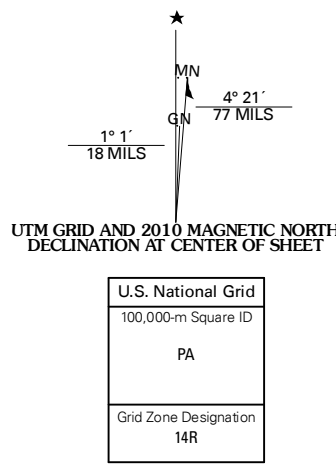 MN
4° 21´
77 MILS
GN
1° 1´
18 MILS
UTM GRID AND 2010 MAGNETIC NORTH
DECLINATION AT CENTER OF SHEET
U.S. National Grid
100,000-m Square ID
PA
Grid Zone Designation
14R